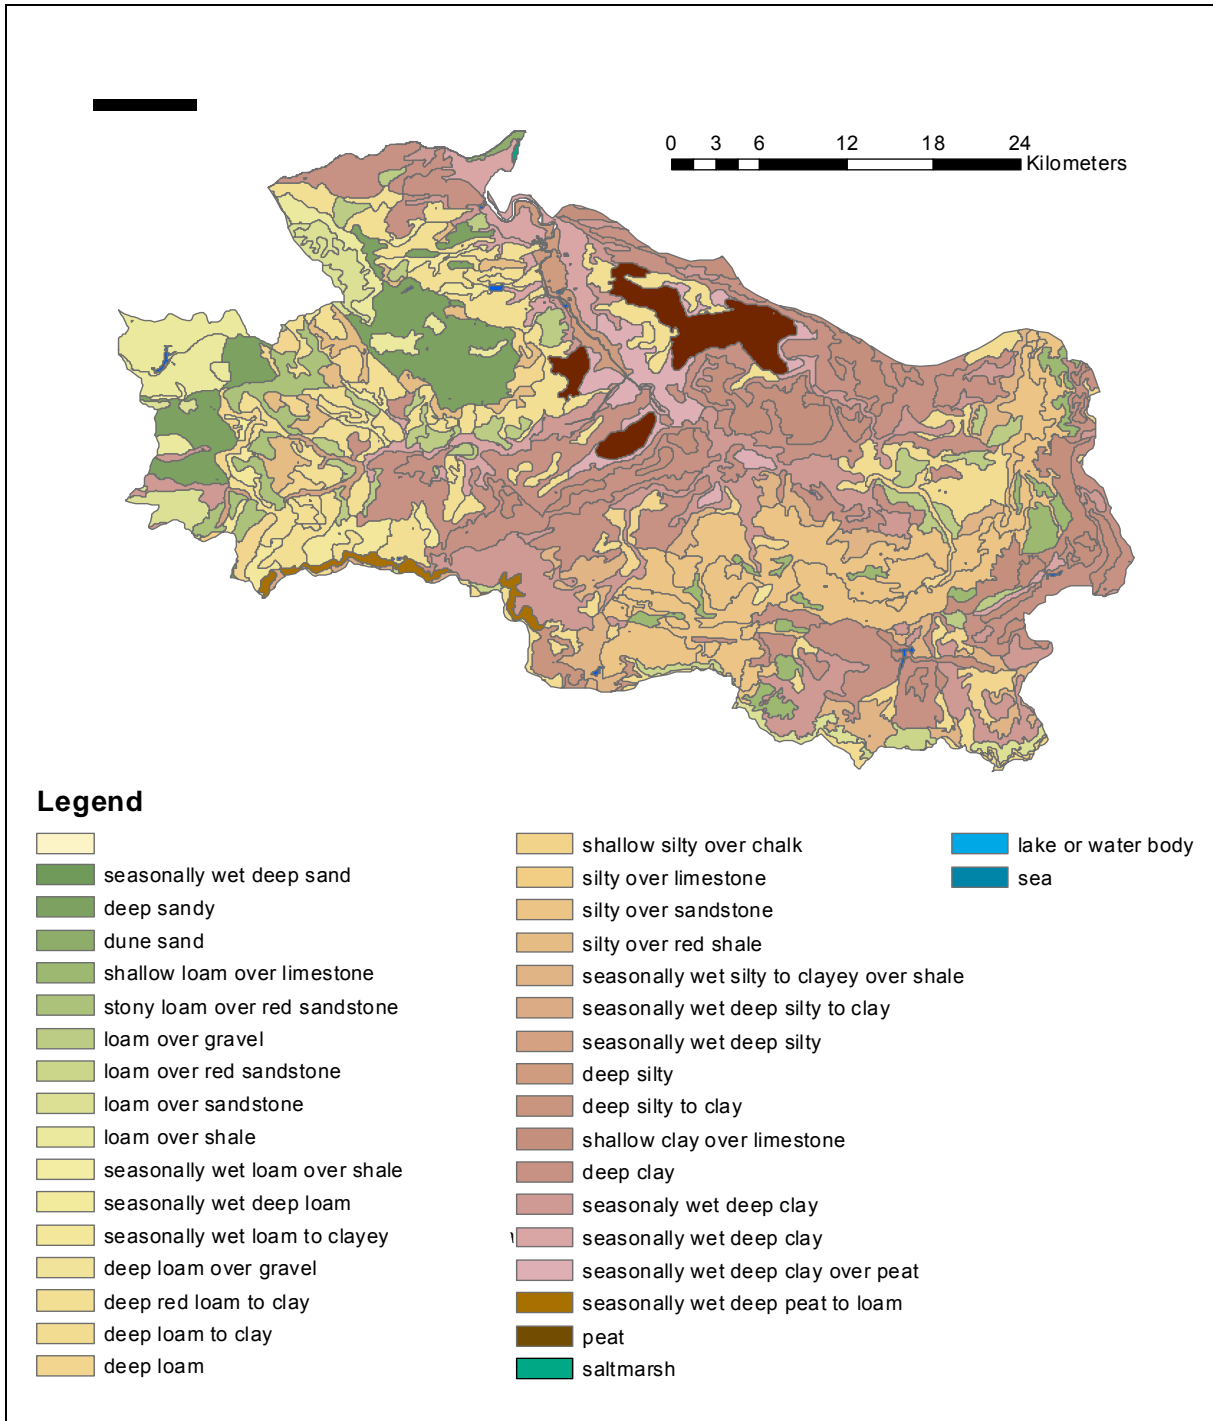 0 3 6 12 18 24
Kilometers
Legend
seasonally wet deep sand
deep sandy
dune sand
shallow loam over limestone
stony loam over red sandstone
loam over gravel
loam over red sandstone
loam over sandstone
loam over shale
seasonally wet loam over shale
seasonally wet deep loam
seasonally wet loam to clayey
deep loam over gravel
deep red loam to clay
deep loam to clay
deep loam
shallow silty over chalk
silty over limestone
silty over sandstone
silty over red shale
seasonally wet silty to clayey over shale
seasonally wet deep silty to clay
seasonally wet deep silty
deep silty
deep silty to clay
shallow clay over limestone
deep clay
seasonaly wet deep clay
seasonally wet deep clay
seasonally wet deep clay over peat
seasonally wet deep peat to loam
peat
saltmarsh
lake or water body
sea